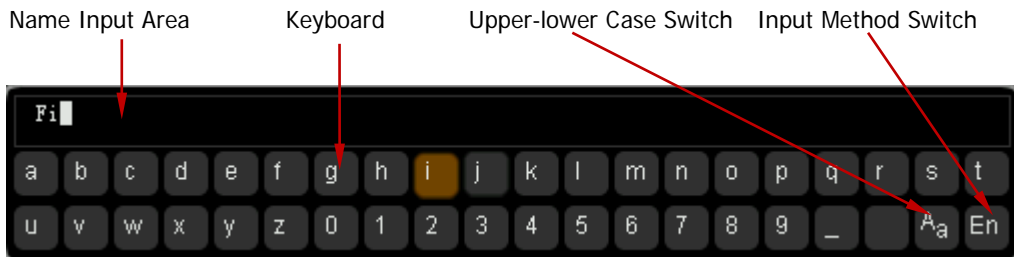 Name Input Area Keyboard Upper-lower Case Switch Input Method Switch
Fi
a b c d e f g h i j k l m n o p q r s t
u v w x y z 0 1 2 3 4 5 6 7 8 9 _ Aa En